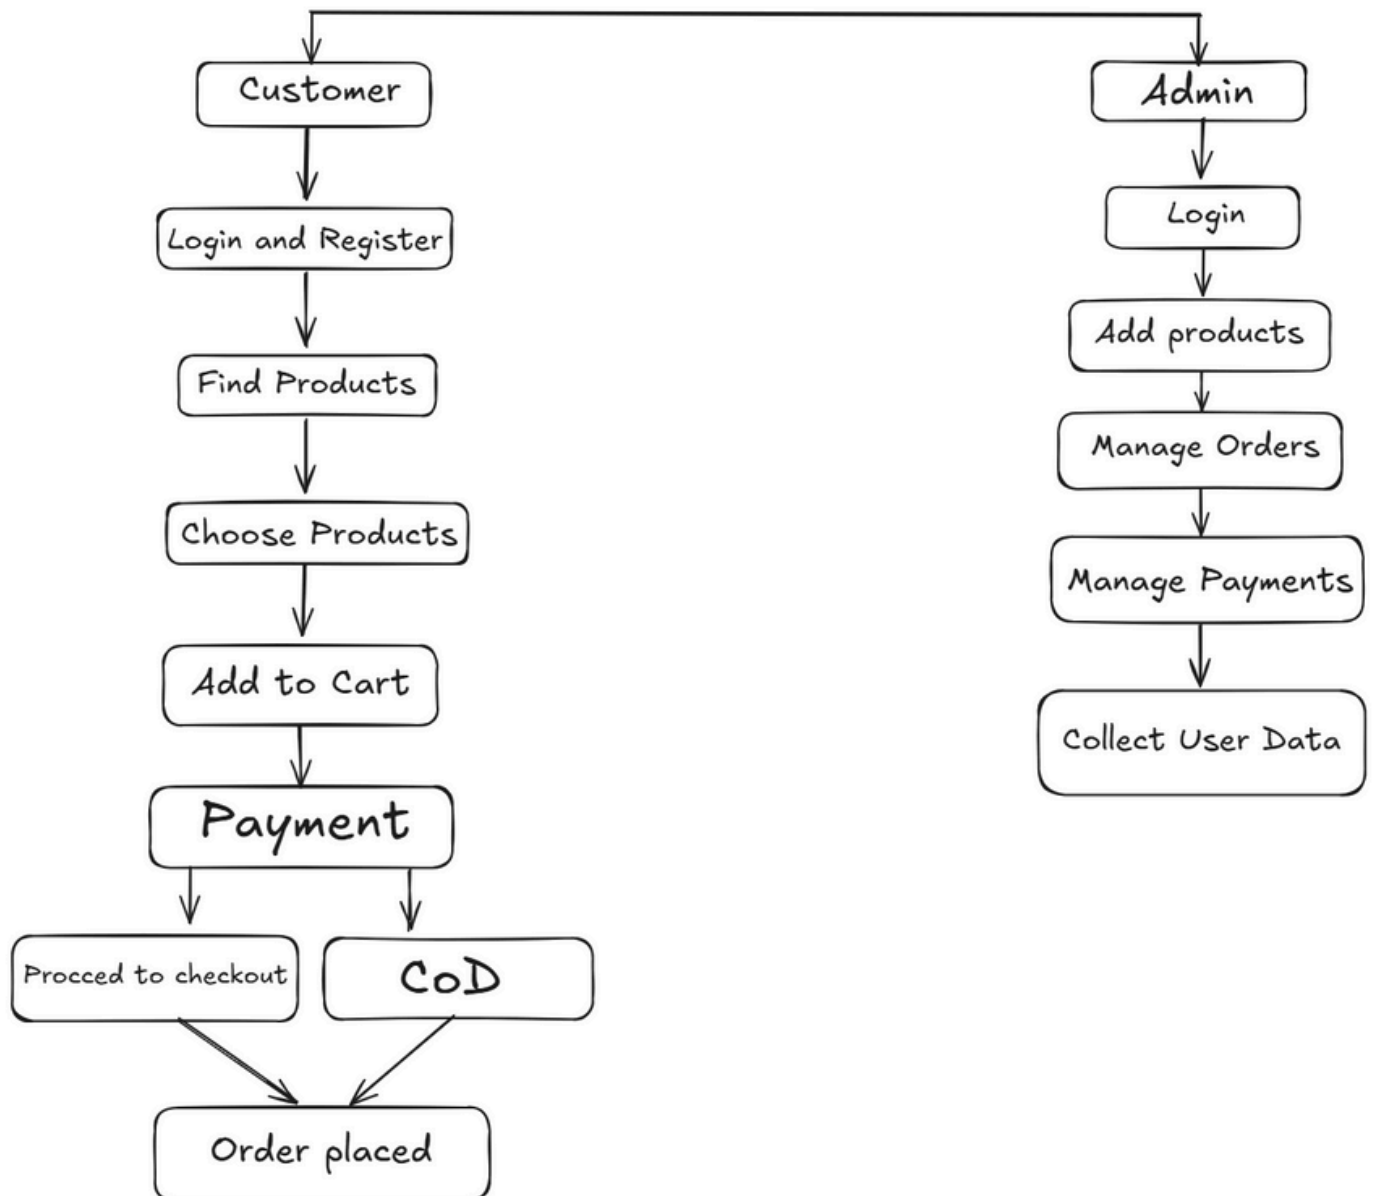 Customer
Login and Register
Find Products
Choose Products
Add to Cart
Payment
Procced to checkout
CoD
Order placed
Admin
Login
Add products
Manage Orders
Manage Payments
Collect User Data